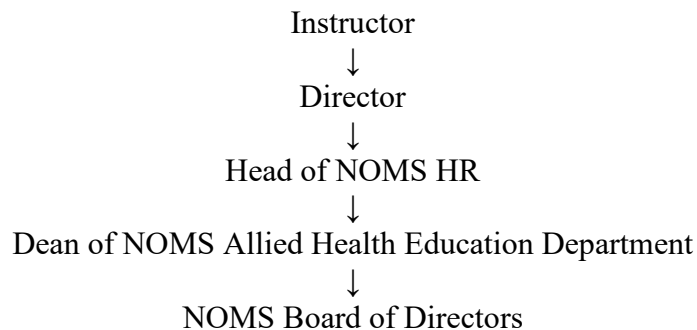 Instructor
↓
Director
↓
Head of NOMS HR
↓
Dean of NOMS Allied Health Education Department
↓
NOMS Board of Directors